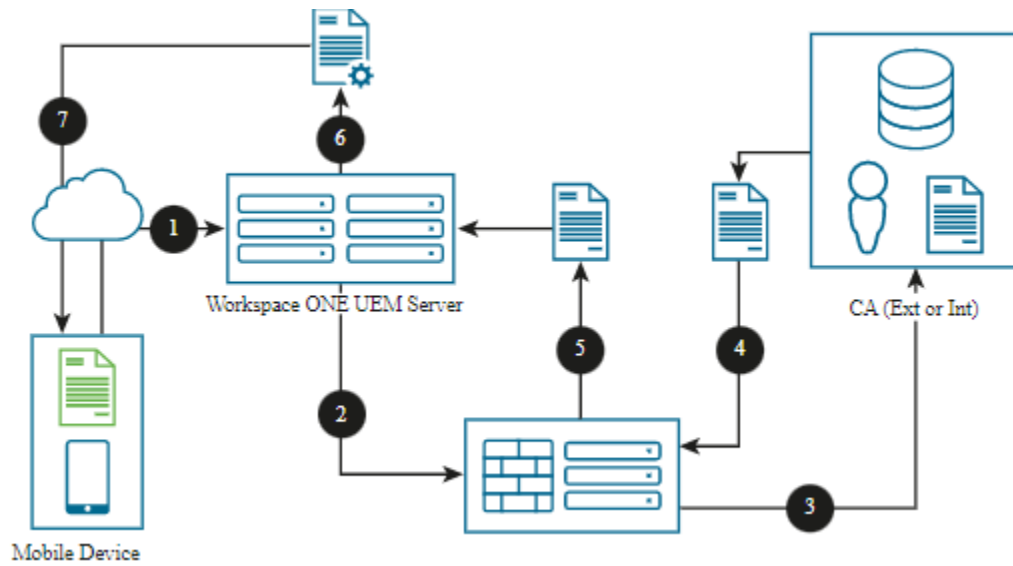 7
6
1
Workspace ONE UEM Server
CA (Ext or Int)
5
4
2
3
Mobile Device